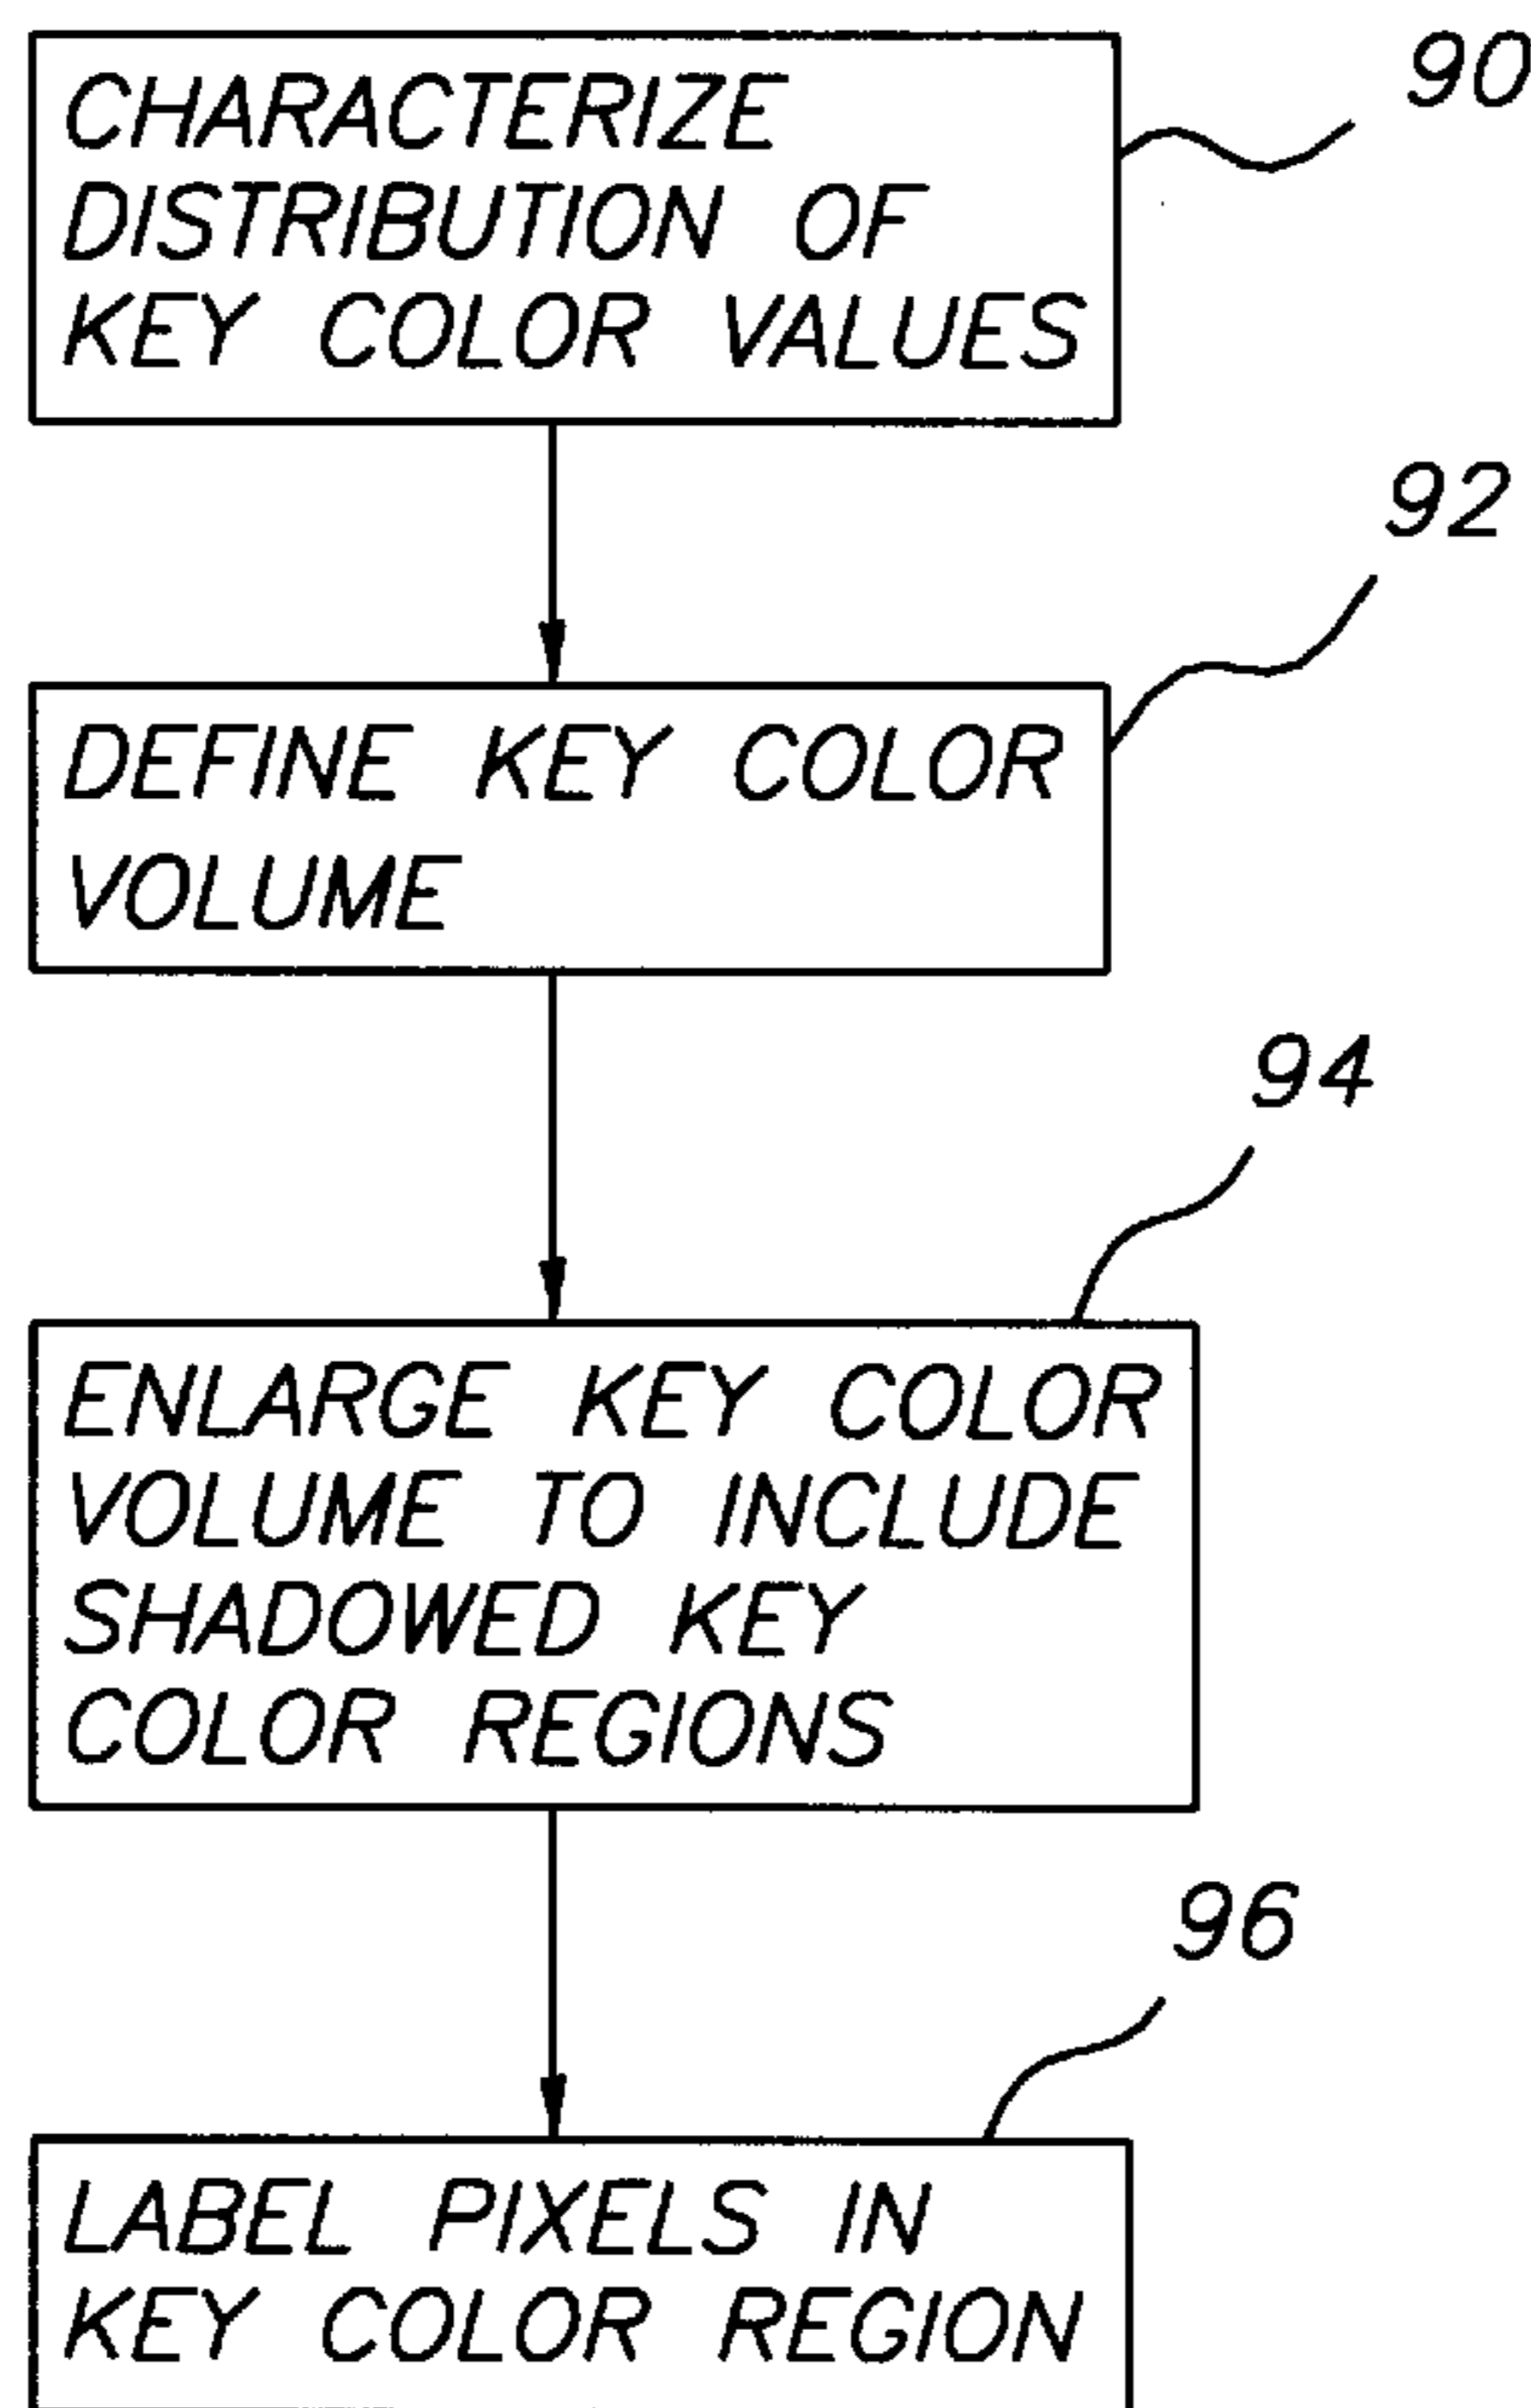 CHARACTERIZE
DISTRIBUTION OF
KEY COLOR VALUES
90
DEFINE KEY COLOR
VOLUME
92
ENLARGE KEY COLOR
VOLUME TO INCLUDE
SHADOWED KEY
COLOR REGIONS
94
LABEL PIXELS IN
KEY COLOR REGION
96